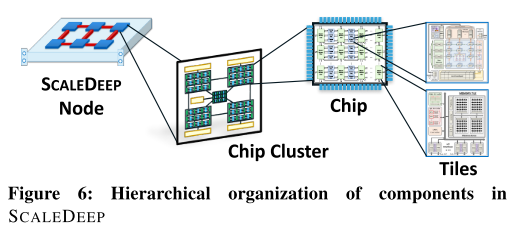 SCALEDEEP
Node
Chip Cluster
Chip
Tiles
Figure 6: Hierarchical organization of components in
SCALEDEEP